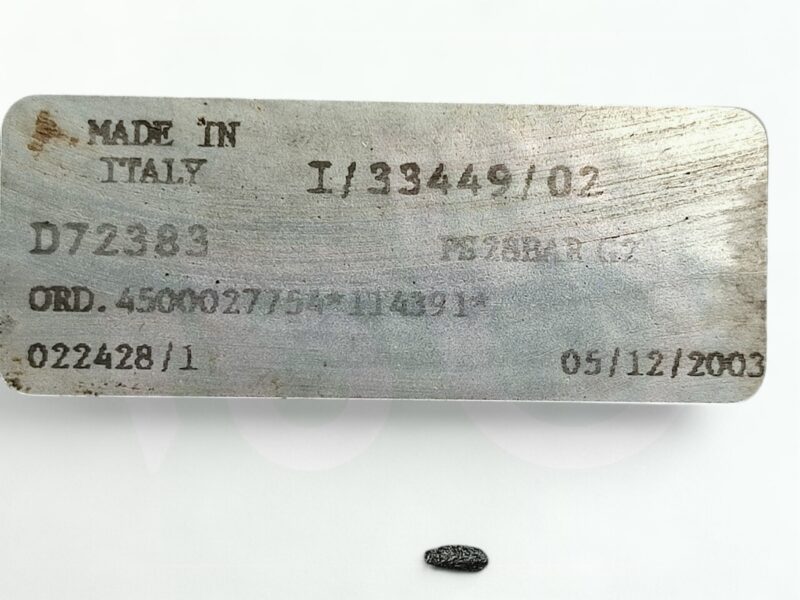 MADE IN
ITALY
I/33449/02
D72383
ORD. 4500027754*114391*
022428/1
05/12/2003